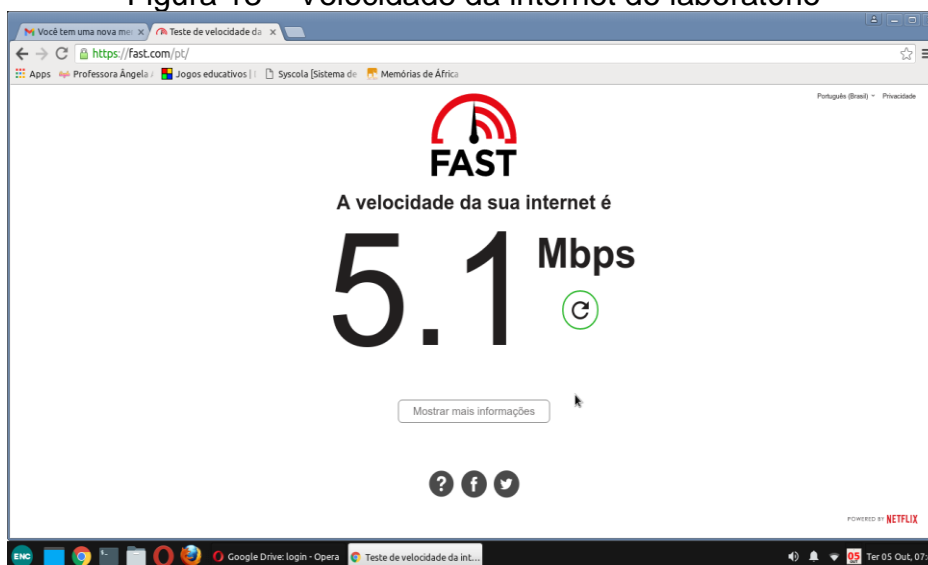 Figura 18 – Velocidade da internet do laboratório
Você tem uma nova me
Teste de velocidade da
https://fast.com/pt/
Apps
Professora Ângela
Jogos educativos |
Syscola [Sistema de
Memórias de África
Português (Brasil)
Privacidade
FAST
A velocidade da sua internet é
5.1 Mbps
Mostrar mais informações
POWERED BY NETFLIX
ENC
Google Drive: login - Opera
Teste de velocidade da int...
05
Ter 05 Out, 07: